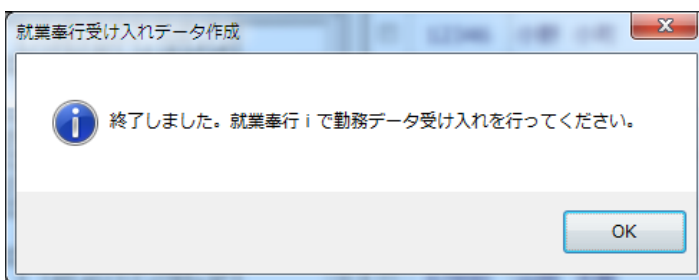 就業奉行受け入れデータ作成
終了しました。就業奉行ｉで勤務データ受け入れを行ってください。
OK